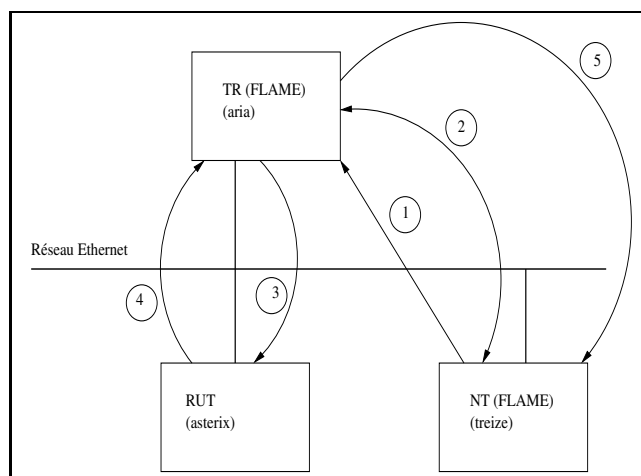 TR (FLAME)
(aria)
5
2
1
Réseau Ethernet
4
3
RUT
(asterix)
NT (FLAME)
(treize)